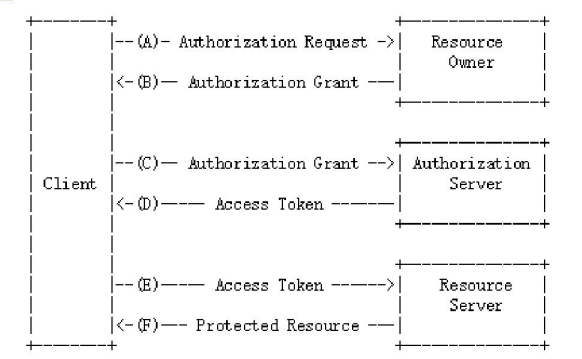 --(A)- Authorization Request ->| Resource
Owner
<-(B)-- Authorization Grant --
--(C)-- Authorization Grant -->| Authorization
Client
Server
<-(D)---- Access Token ------
--(E)---- Access Token ----->| Resource
Server
<-(F)--- Protected Resource ---